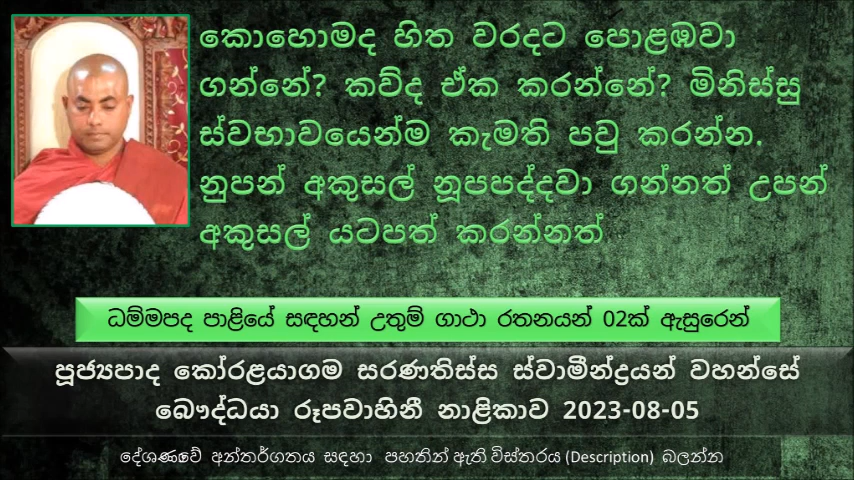 කොහොමද හිත වරදට පොළඹවා
ගන්නේ? කව්ද ඒක කරන්නේ? මිනිස්සු
ස්වභාවයෙන්ම කැමති පවු කරන්න.
නුපන් අකුසල් නූපපද්දවා ගන්නත් උපන්
අකුසල් යටපත් කරන්නත්
ධම්මපද පාළියේ සඳහන් උතුම් ගාථා රතනයන් 02ක් ඇසුරෙන්
පූජ්‍යපාද කෝරළයාගම සරණතිස්ස ස්වාමීන්ද්‍රයන් වහන්සේ
බෞද්ධයා රූපවාහිනී නාළිකාව 2023-08-05
දේශණාවේ අන්තර්ගතය සඳහා පහතින් ඇති විස්තරය (Description) බලන්න